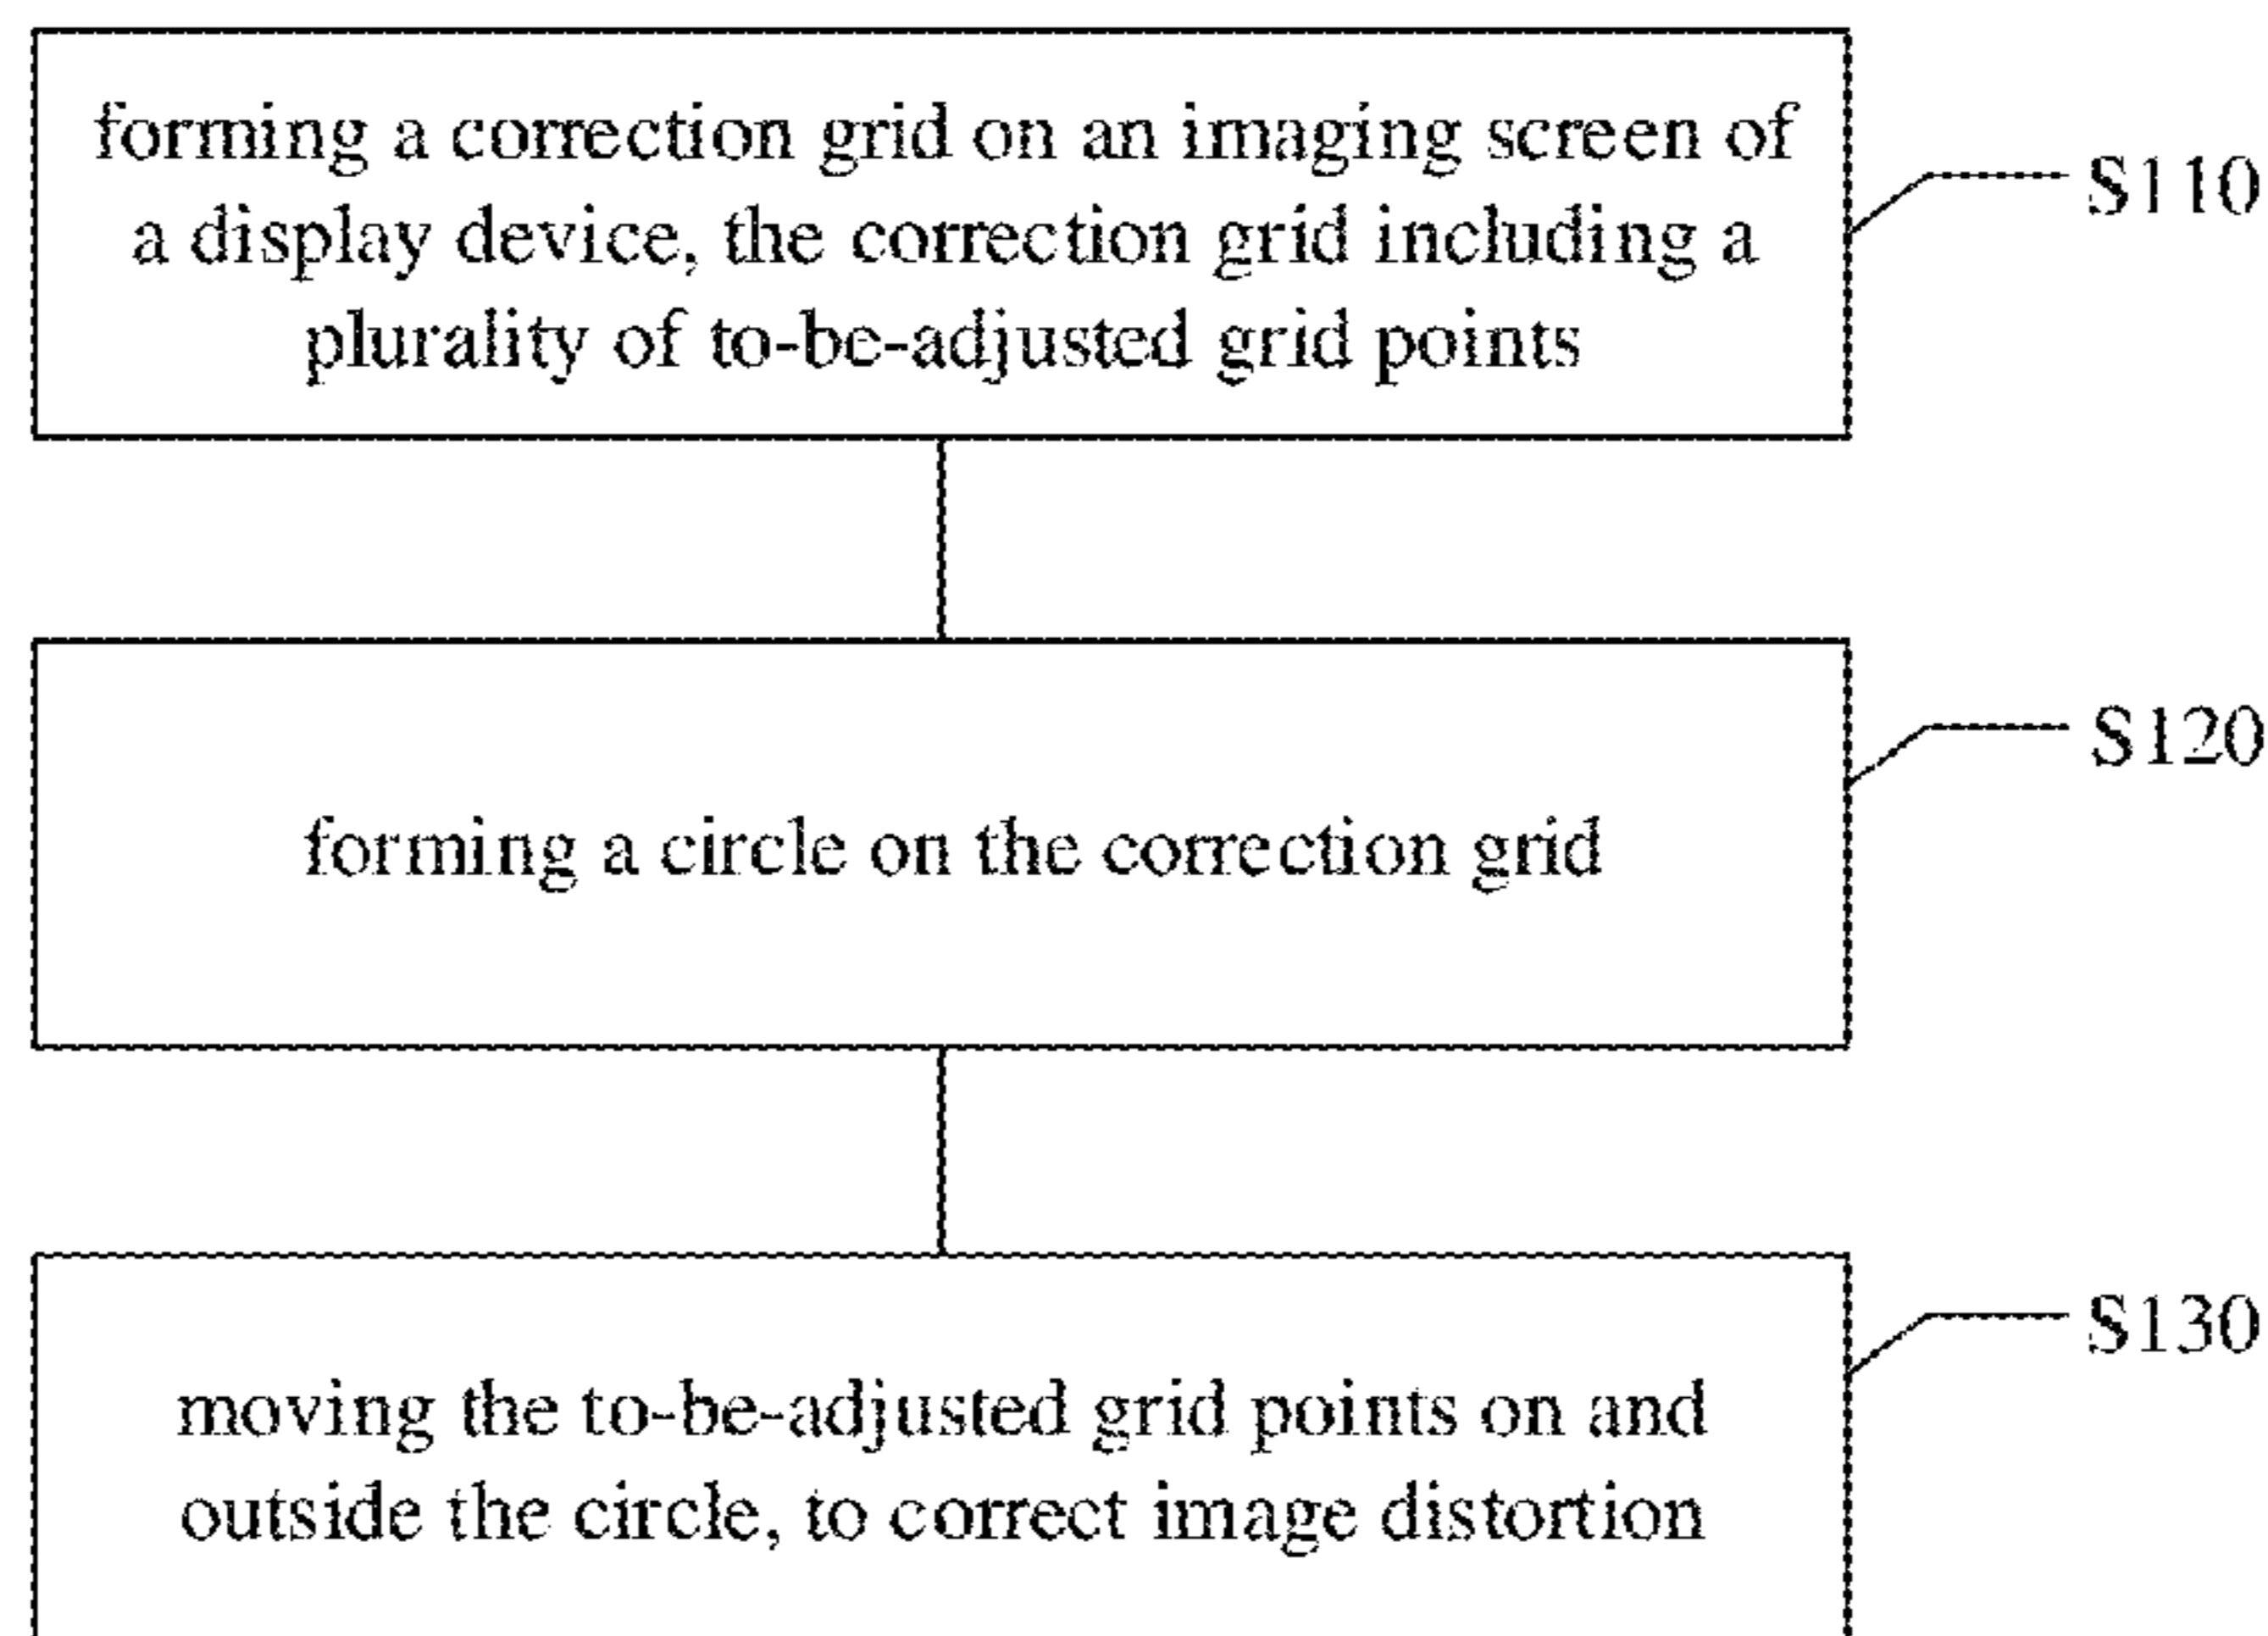 forming a correction grid on an imaging screen of
a display device, the correction grid including a
plurality of to-be-adjusted grid points
S110
forming a circle on the correction grid
S120
moving the to-be-adjusted grid points on and
outside the circle, to correct image distortion
S130